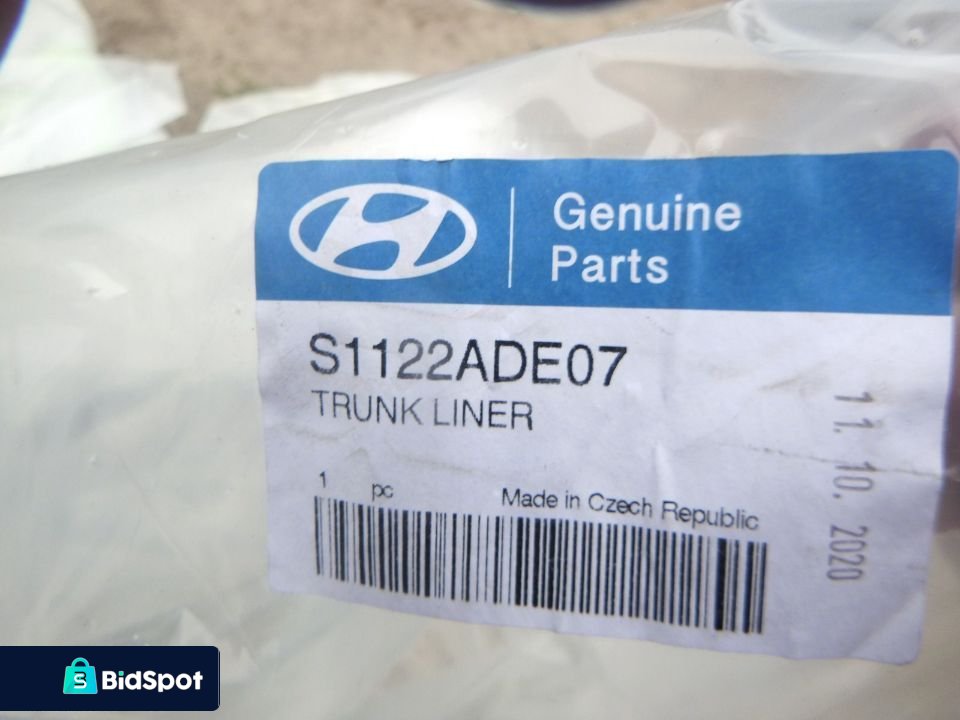 Genuine
Parts
S1122ADE07
TRUNK LINER
1 pc
Made in Czech Republic
11. 10. 2020
BidSpot